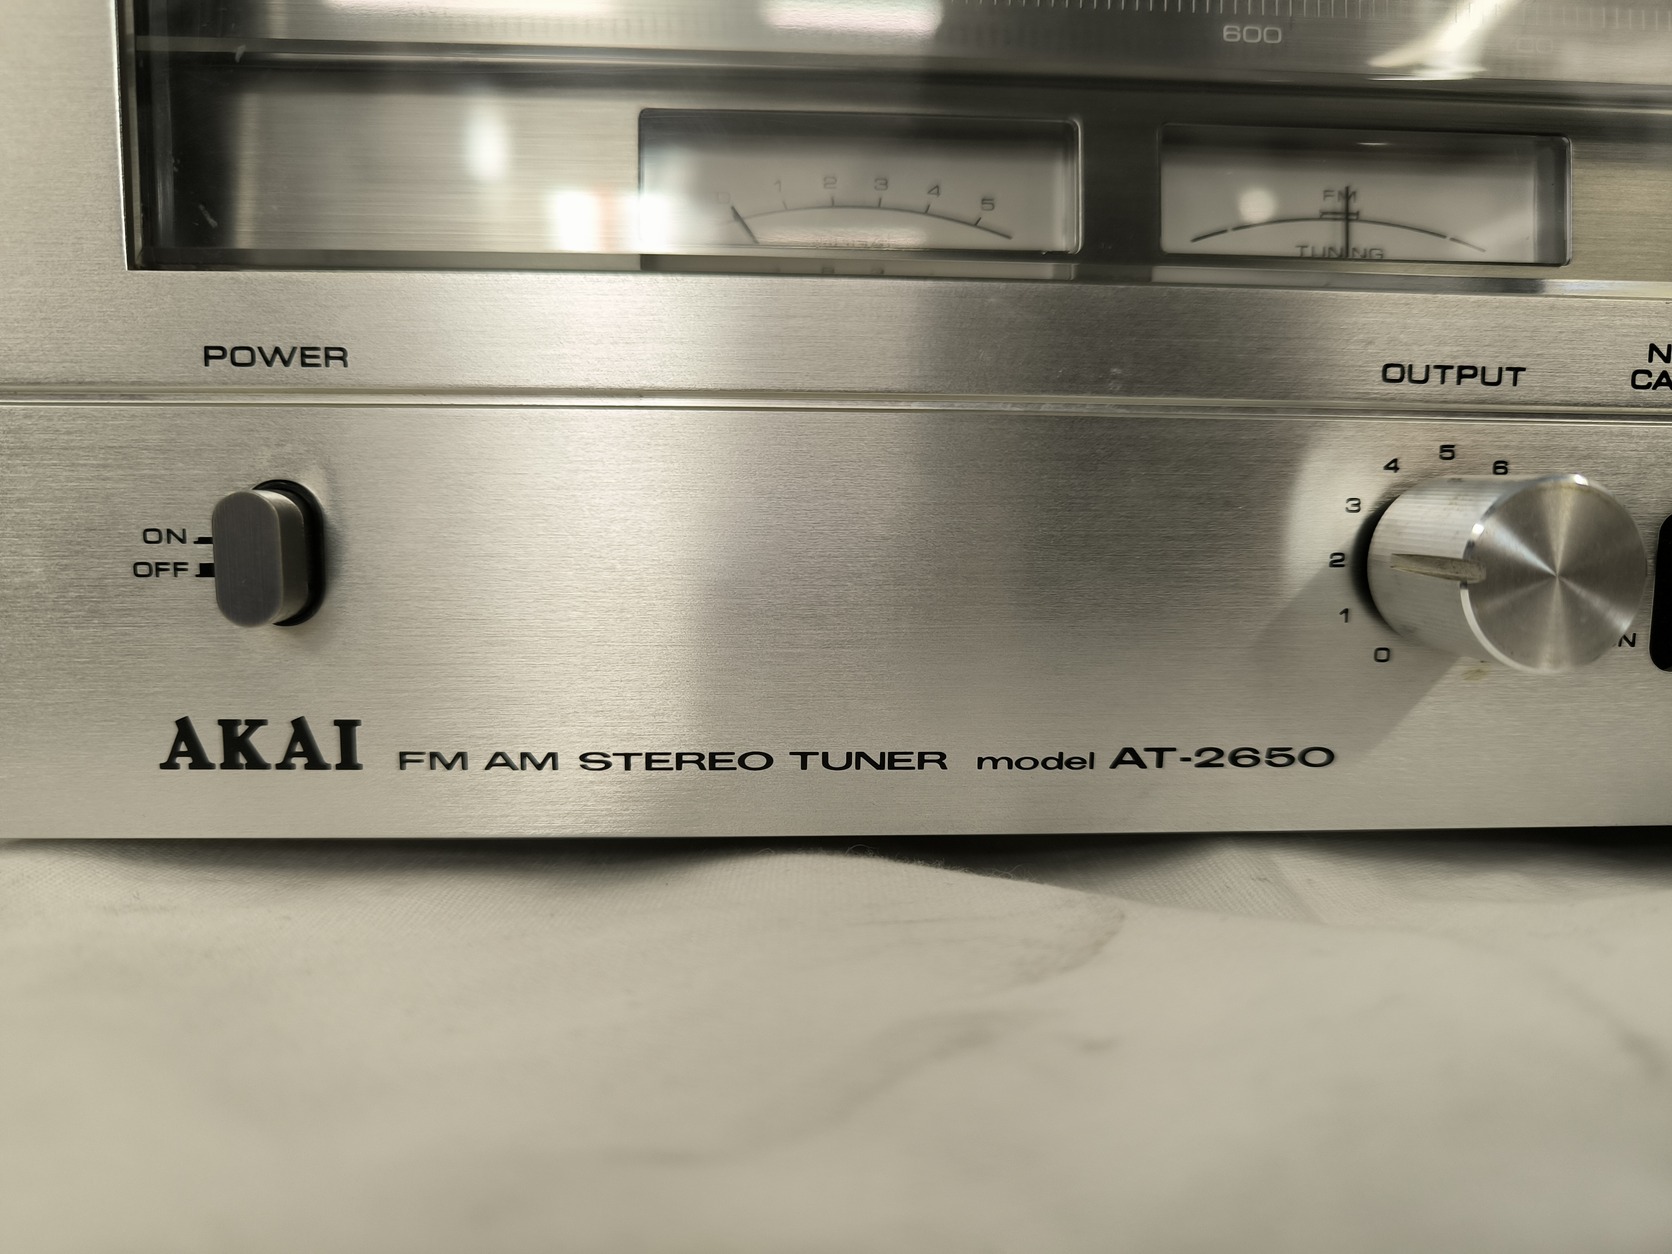 600
0 1 2 3 4 5
FM
TUNING
POWER
OUTPUT
N
CA
4 5 6
3
ON
OFF
2
1
0
N
AKAI FM AM STEREO TUNER model AT-2650